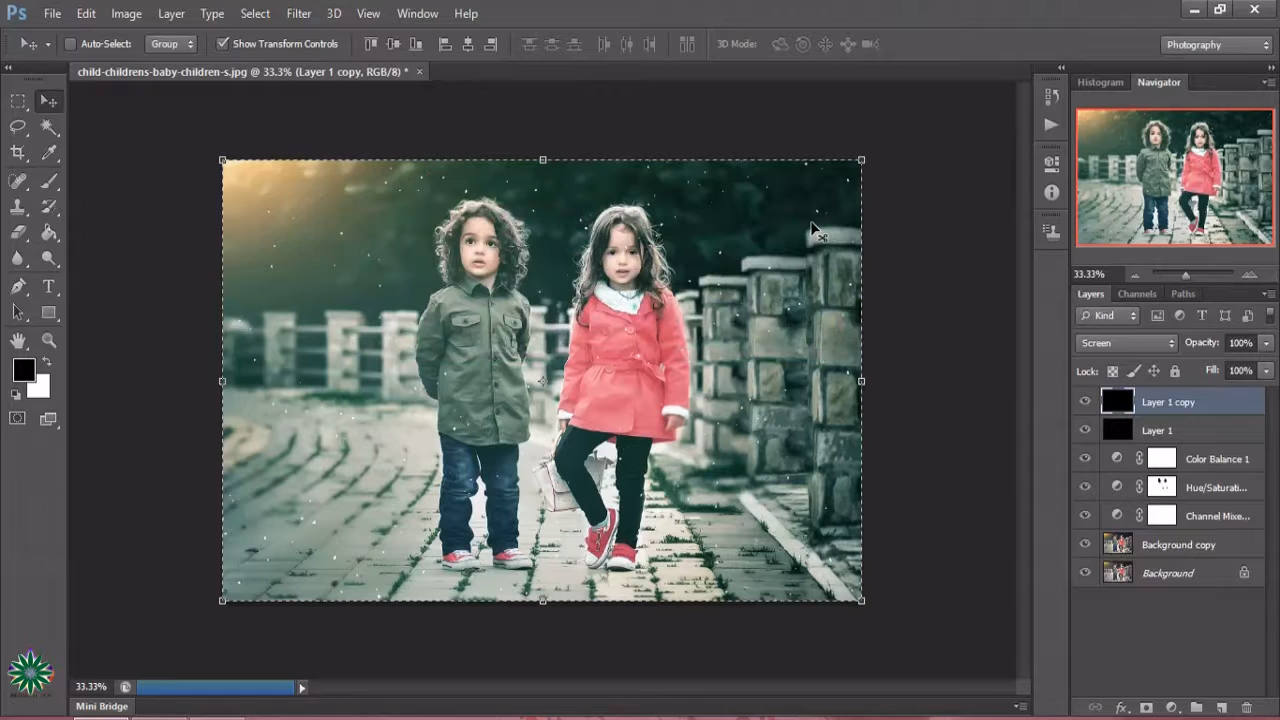 Ps File Edit Image Layer Type Select Filter 3D View Window Help
Auto-Select: Group Show Transform Controls 3D Mode: Photography
child-childrens-baby-children-s.jpg @ 33.3% (Layer 1 copy, RGB/8) * ×
Histogram Navigator
33.33%
Layers Channels Paths
Kind
Screen Opacity: 100%
Lock: Fill: 100%
Layer 1 copy
Layer 1
Color Balance 1
Hue/Saturati...
Channel Mixe...
Background copy
Background
33.33%
Mini Bridge